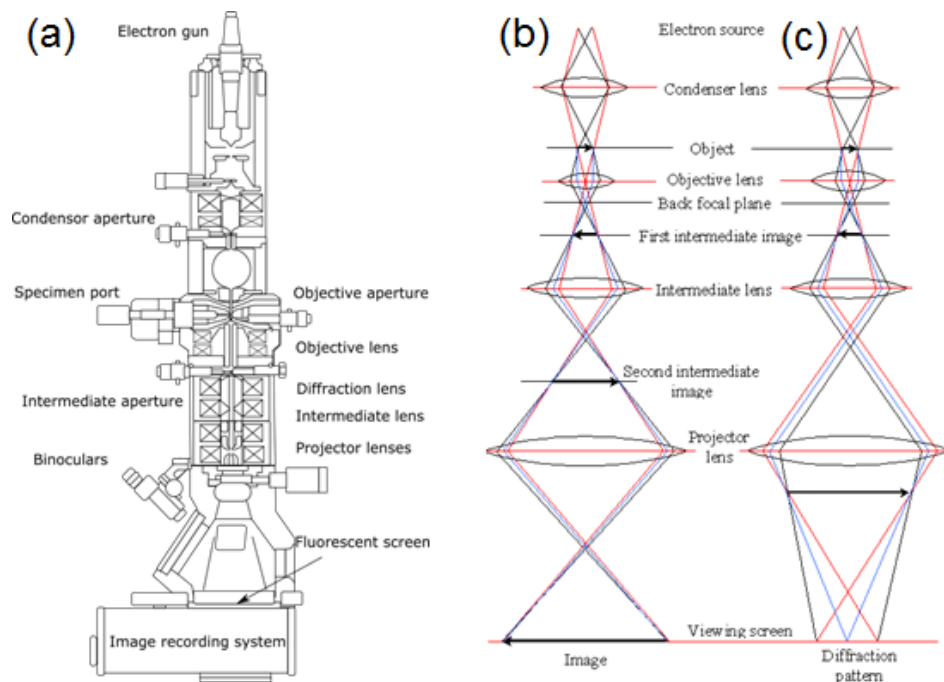 (a)
Electron gun
Condensor aperture
Specimen port
Objective aperture
Objective lens
Intermediate aperture
Diffraction lens
Intermediate lens
Binoculars
Projector lenses
Fluorescent screen
Image recording system
(b)
Electron source
(c)
Condenser lens
Object
Objective lens
Back focal plane
First intermediate image
Intermediate lens
Second intermediate
image
Projector
lens
Viewing screen
Image
Diffraction
pattern